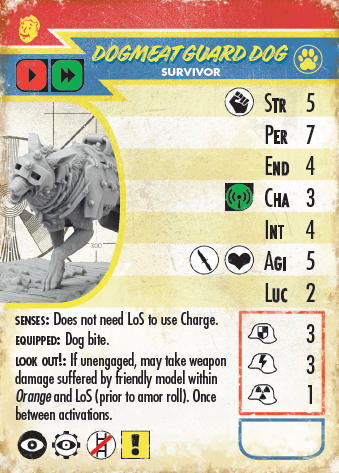 DOGMEAT GUARD DOG
SURVIVOR
STR 5
PER 7
END 4
CHA 3
INT 4
AGI 5
LUC 2
SENSES: Does not need LoS to use Charge.
EQUIPPED: Dog bite.
LOOK OUT!: If unengaged, may take weapon
damage suffered by friendly model within
Orange and LoS (prior to amor roll). Once
between activations.
3
3
1
300
!